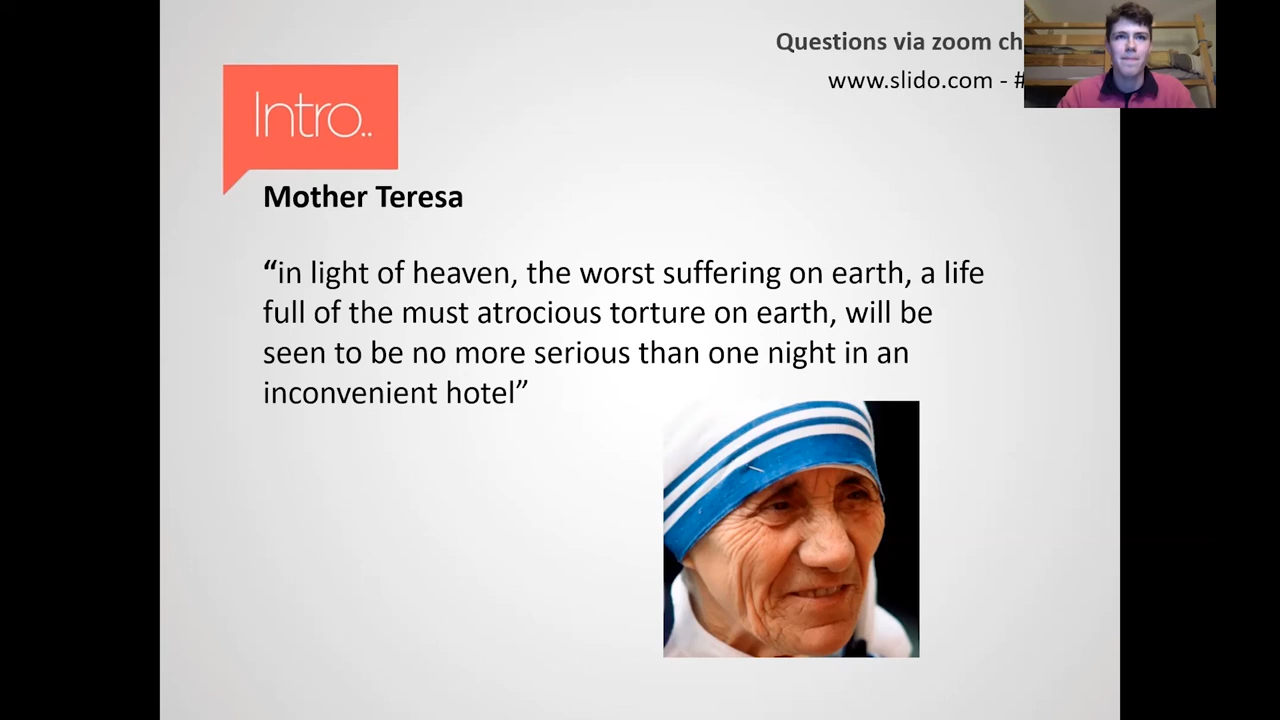 Questions via zoom
www.slido.com - #
Intro..
Mother Teresa
“in light of heaven, the worst suffering on earth, a life
full of the must atrocious torture on earth, will be
seen to be no more serious than one night in an
inconvenient hotel”